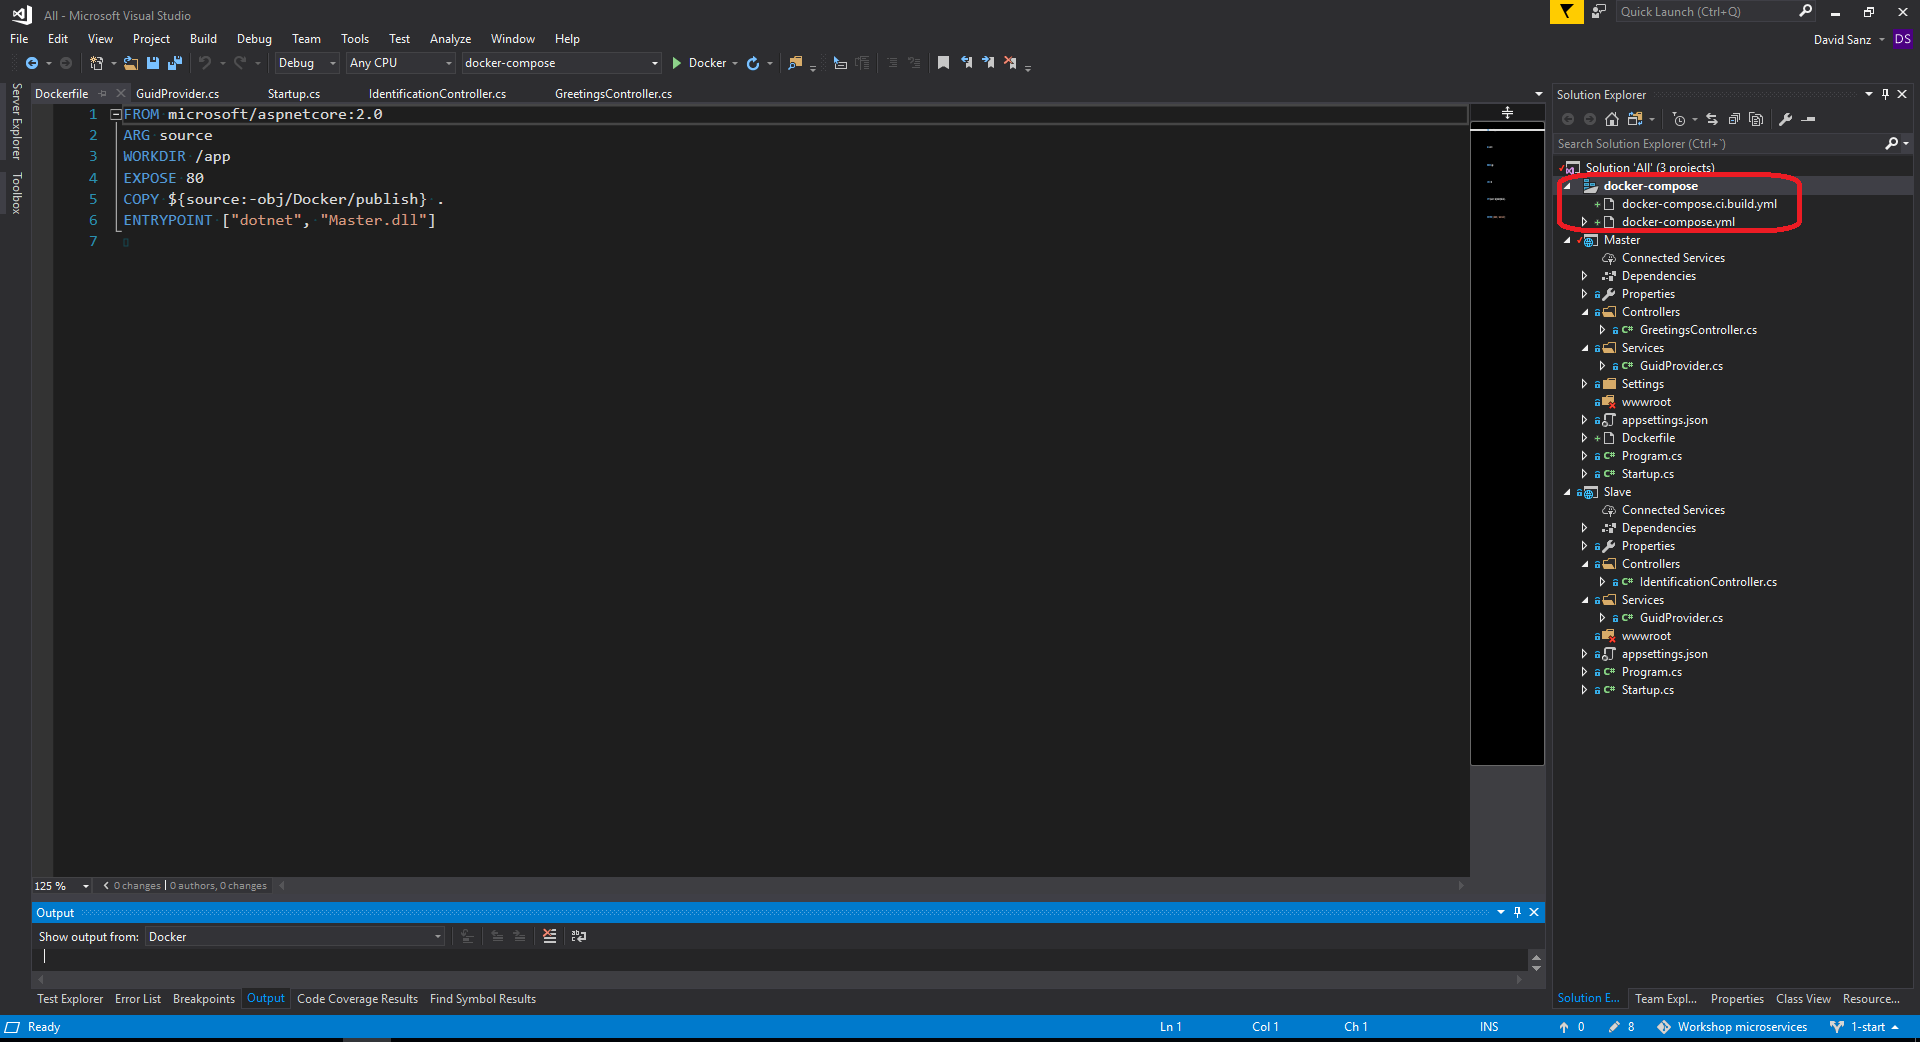 All - Microsoft Visual Studio
Quick Launch (Ctrl+Q)
File Edit View Project Build Debug Team Tools Test Analyze Window Help
David Sanz DS
Debug Any CPU docker-compose Docker
Server Explorer
Toolbox
Dockerfile GuidProvider.cs Startup.cs IdentificationController.cs GreetingsController.cs
1 FROM microsoft/aspnetcore:2.0
2 ARG source
3 WORKDIR /app
4 EXPOSE 80
5 COPY ${source:-obj/Docker/publish} .
6 ENTRYPOINT ["dotnet", "Master.dll"]
7
125 % 0 changes | 0 authors, 0 changes
Output
Show output from: Docker
Test Explorer Error List Breakpoints Output Code Coverage Results Find Symbol Results
Solution Explorer
Search Solution Explorer (Ctrl+`)
Solution 'All' (3 projects)
docker-compose
docker-compose.ci.build.yml
docker-compose.yml
Master
Connected Services
Dependencies
Properties
Controllers
C# GreetingsController.cs
Services
C# GuidProvider.cs
Settings
wwwroot
appsettings.json
Dockerfile
C# Program.cs
C# Startup.cs
Slave
Connected Services
Dependencies
Properties
Controllers
C# IdentificationController.cs
Services
C# GuidProvider.cs
wwwroot
appsettings.json
C# Program.cs
C# Startup.cs
Solution E... Team Expl... Properties Class View Resource...
Ready Ln 1 Col 1 Ch 1 INS 0 8 Workshop microservices 1-start